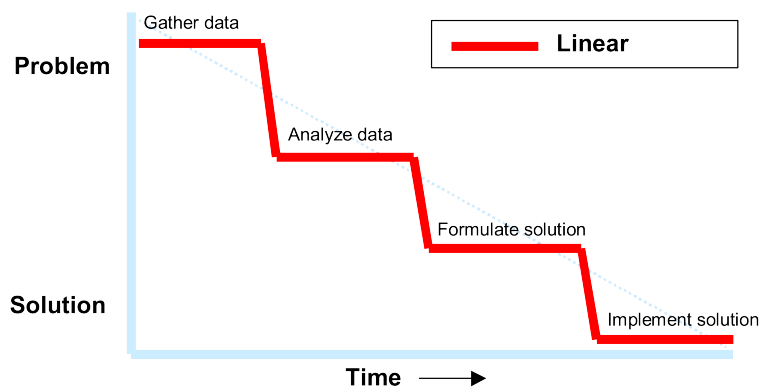 Gather data
Linear
Problem
Analyze data
Formulate solution
Solution
Implement solution
Time